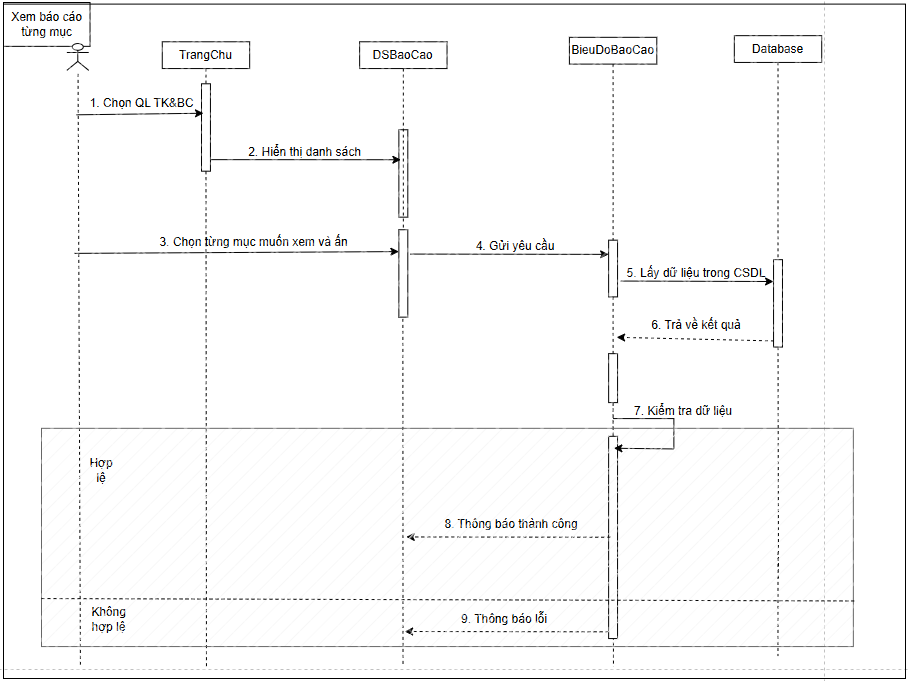 Xem báo cáo
từng mục
TrangChu
DSBaoCao
BieuDoBaoCao
Database
1. Chọn QL TK&BC
2. Hiển thị danh sách
3. Chọn từng mục muốn xem và ấn
4. Gửi yêu cầu
5. Lấy dữ liệu trong CSDL
6. Trả về kết quả
7. Kiểm tra dữ liệu
Hợp
lệ
8. Thông báo thành công
Không
hợp lệ
9. Thông báo lỗi